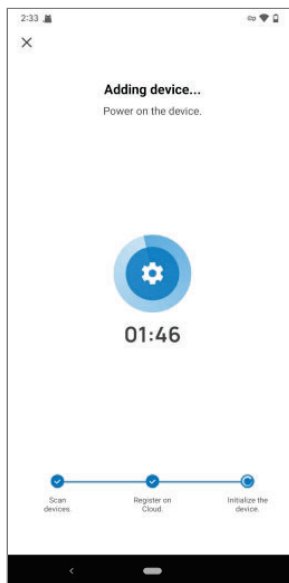 2:33
Adding device...
Power on the device.
01:46
Scan devices.
Register on Cloud.
Initialize the device.